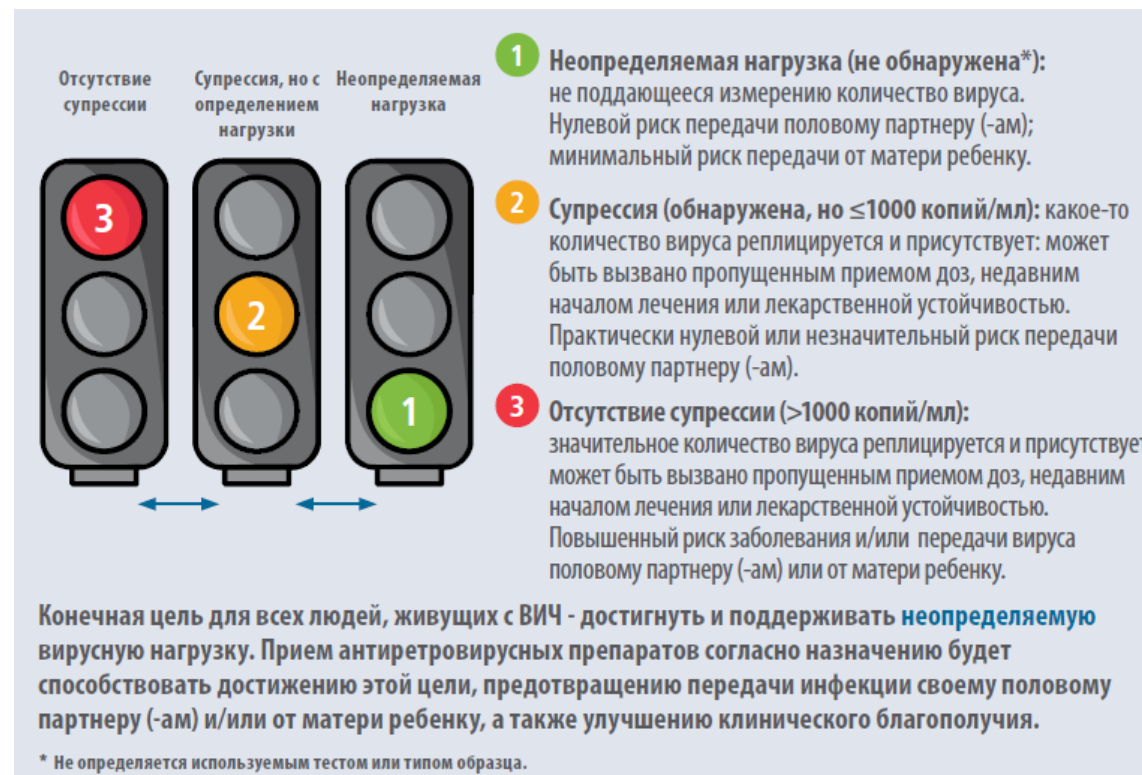 Отсутствие
супрессии
Супрессия, но с
определением
нагрузки
Неопределяемая
нагрузка
3
2
1
1
Неопределяемая нагрузка (не обнаружена*):
не поддающееся измерению количество вируса.
Нулевой риск передачи половому партнеру (-ам);
минимальный риск передачи от матери ребенку.
2
Супрессия (обнаружена, но ≤1000 копий/мл): какое-то
количество вируса реплицируется и присутствует: может
быть вызвано пропущенным приемом доз, недавним
началом лечения или лекарственной устойчивостью.
Практически нулевой или незначительный риск передачи
половому партнеру (-ам).
3
Отсутствие супрессии (>1000 копий/мл):
значительное количество вируса реплицируется и присутствует
может быть вызвано пропущенным приемом доз, недавним
началом лечения или лекарственной устойчивостью.
Повышенный риск заболевания и/или передачи вируса
половому партнеру (-ам) или от матери ребенку.
Конечная цель для всех людей, живущих с ВИЧ - достигнуть и поддерживать неопределяемую
вирусную нагрузку. Прием антиретровирусных препаратов согласно назначению будет
способствовать достижению этой цели, предотвращению передачи инфекции своему половому
партнеру (-ам) и/или от матери ребенку, а также улучшению клинического благополучия.
* Не определяется используемым тестом или типом образца.